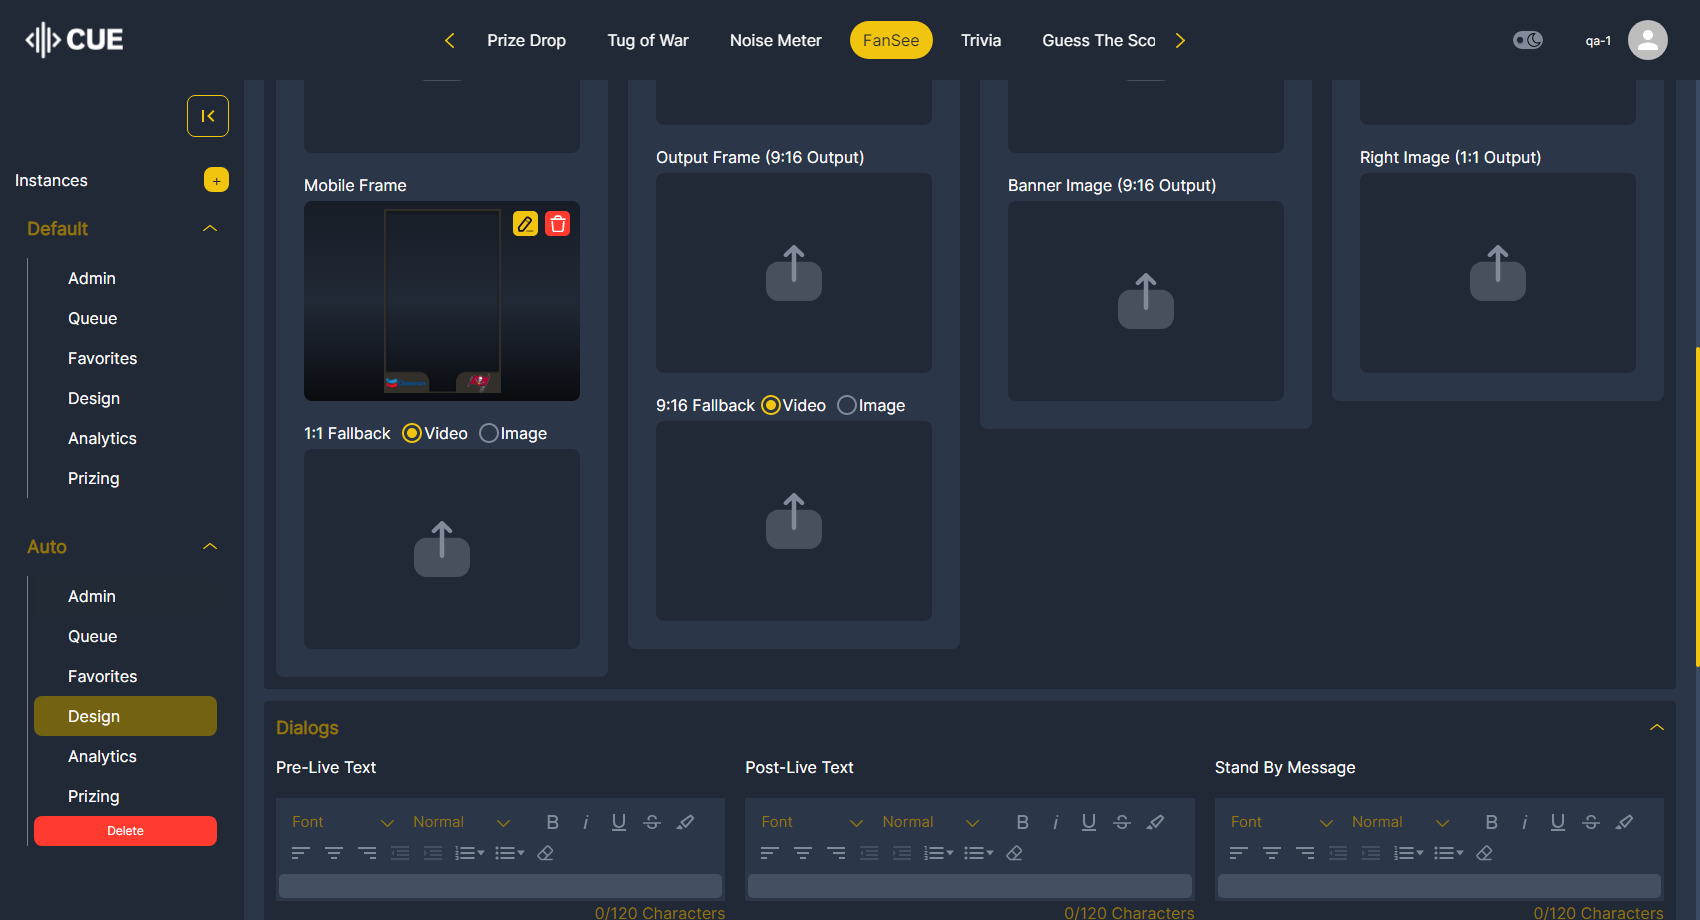 CUE
Prize Drop
Tug of War
Noise Meter
FanSee
Trivia
Guess The Sco
qa-1
Instances
+
Default
Admin
Queue
Favorites
Design
Analytics
Prizing
Auto
Admin
Queue
Favorites
Design
Analytics
Prizing
Delete
Mobile Frame
1:1 Fallback Video Image
Output Frame (9:16 Output)
9:16 Fallback Video Image
Banner Image (9:16 Output)
Right Image (1:1 Output)
Dialogs
Pre-Live Text
Font Normal B i U S
0/120 Characters
Post-Live Text
Font Normal B i U S
0/120 Characters
Stand By Message
Font Normal B i U S
0/120 Characters